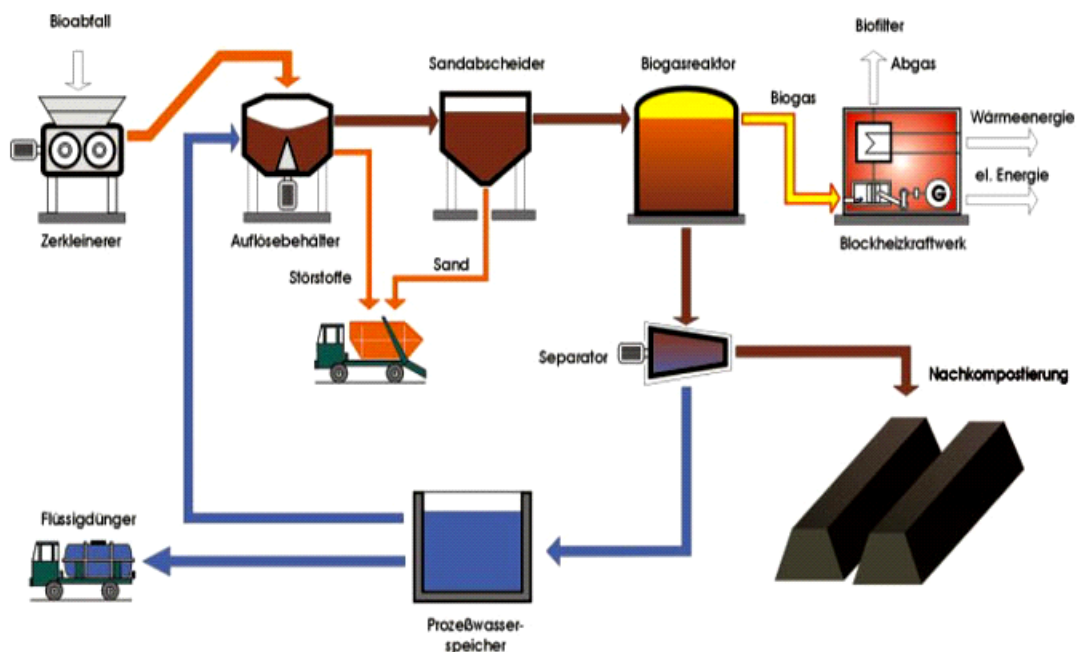 Bioabfall
Biofilter
Abgas
Sandabscheider
Biogasreaktor
Biogas
Wärmeenergie
el. Energie
G
Zerkleinerer
Auflösebehälter
Blockheizkraftwerk
Störstoffe
Sand
Separator
Nachkompostierung
Flüssigdünger
Prozeßwasser-
speicher